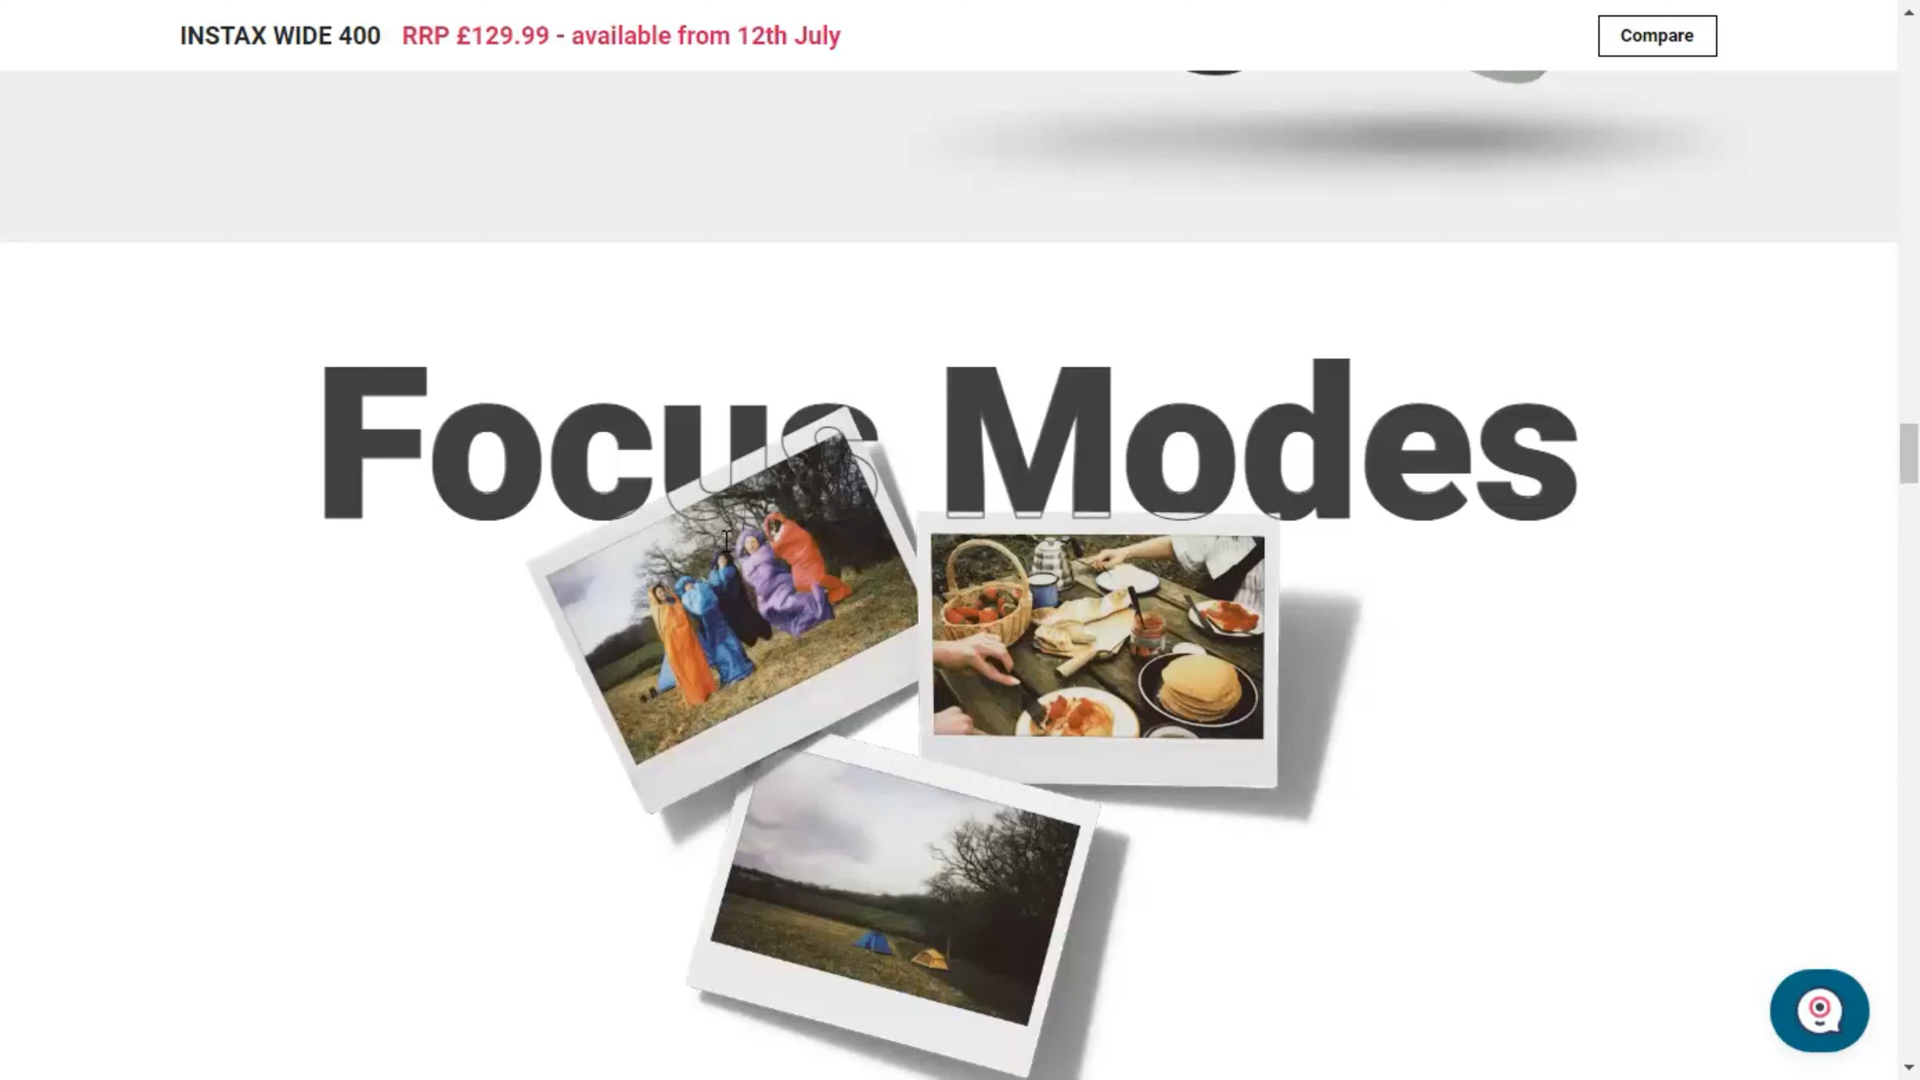 INSTAX WIDE 400 RRP £129.99 - available from 12th July
Compare
Focus Modes